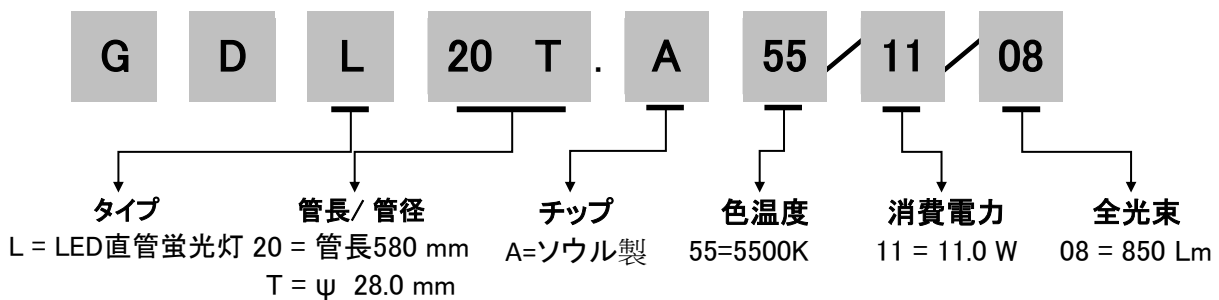 G D L 20 T . A 55 / 11 / 08
タイプ 管長/ 管径 チップ 色温度 消費電力 全光束
L = LED直管蛍光灯 20 = 管長580 mm A=ソウル製 55=5500K 11 = 11.0 W 08 = 850 Lm
T = ψ 28.0 mm